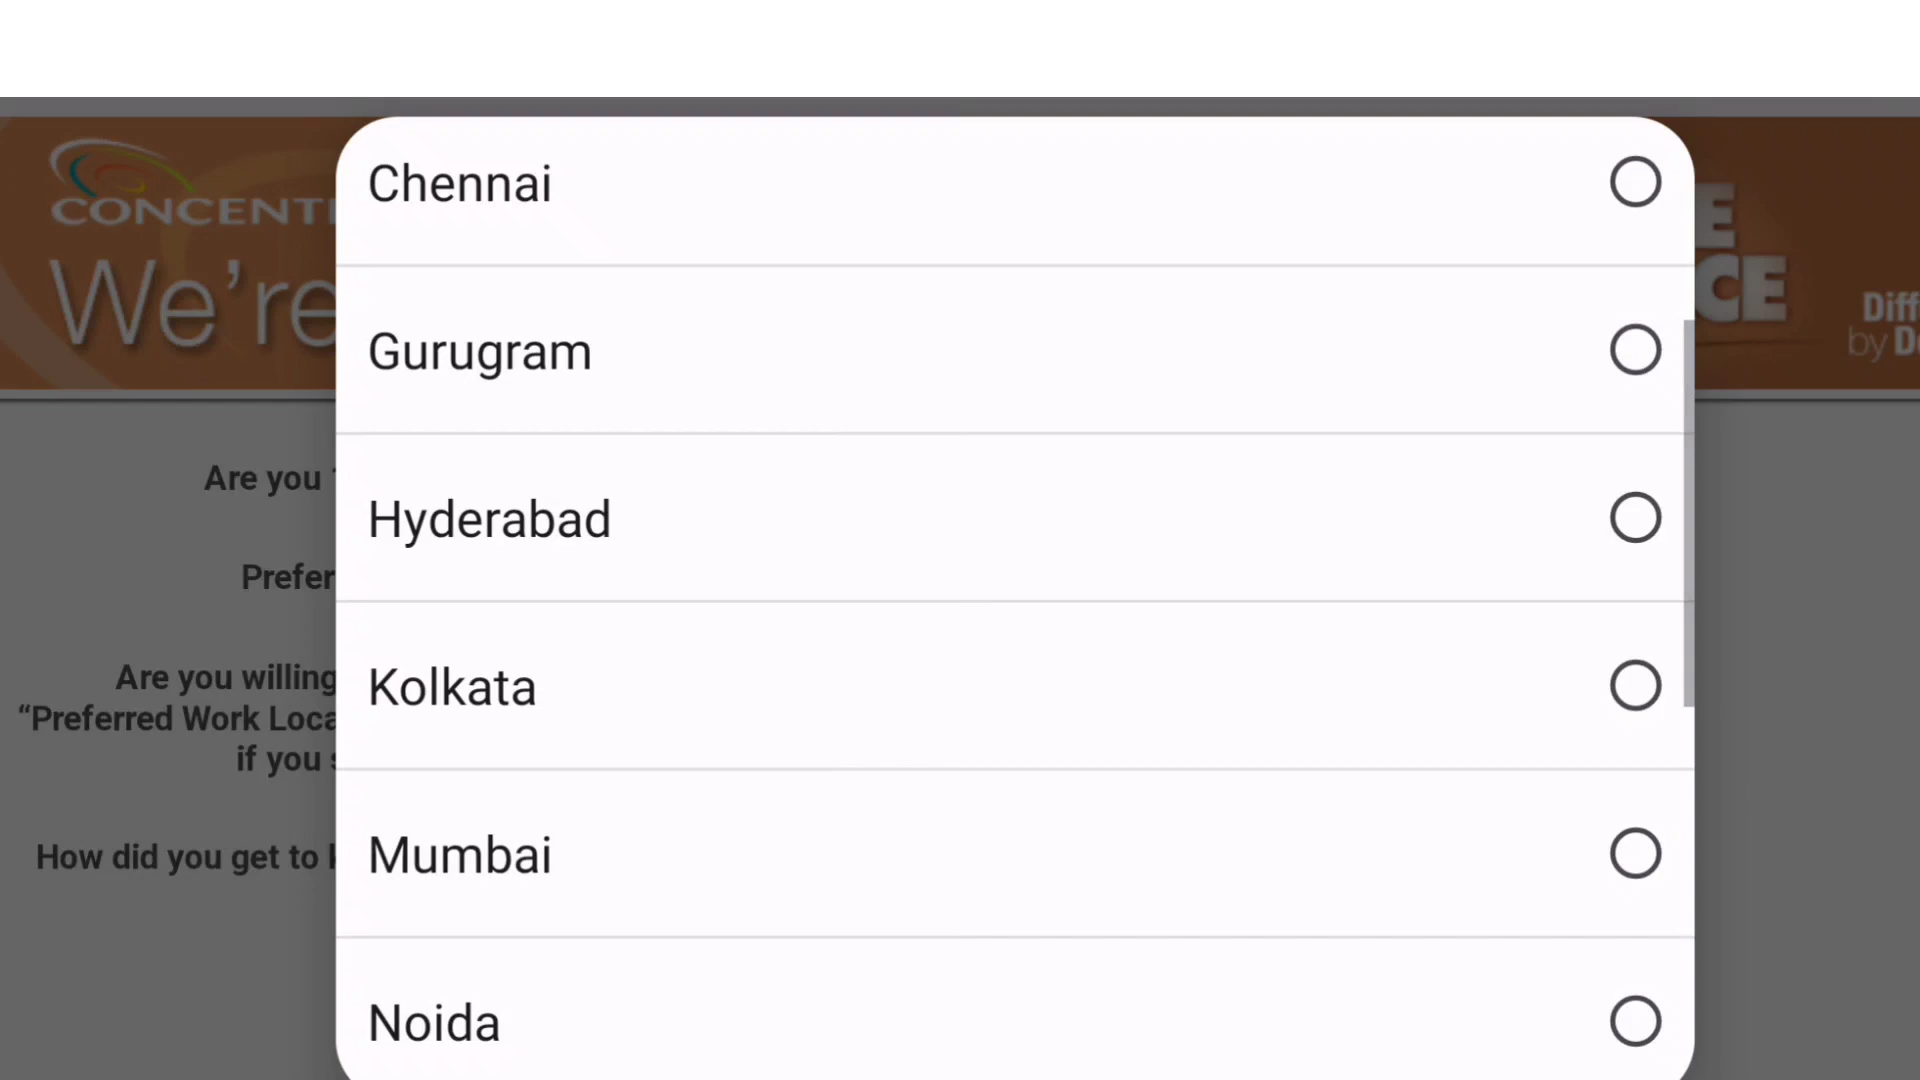 CONCENT
We're
E
CE
Diff
by D
Chennai
Gurugram
Hyderabad
Kolkata
Mumbai
Noida
Are you
Prefer
Are you willing
“Preferred Work Loca
if you
How did you get to